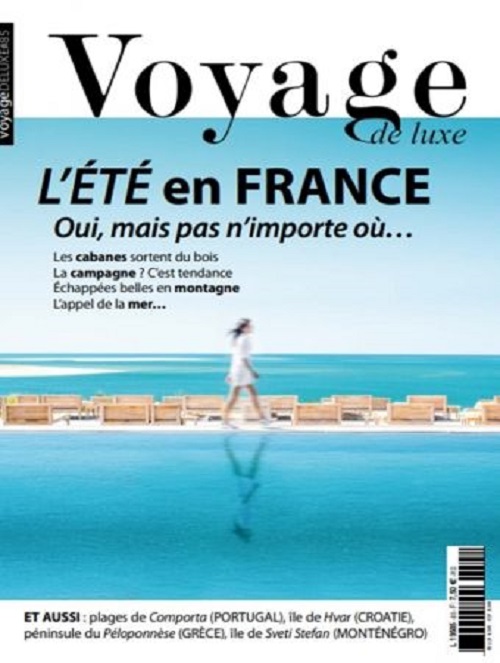 voyageDELUXE#85
Voyage
de luxe
L'ÉTÉ en FRANCE
Oui, mais pas n'importe où...
Les cabanes sortent du bois
La campagne ? C'est tendance
Échappées belles en montagne
L'appel de la mer...
ET AUSSI : plages de Comporta (PORTUGAL), île de Hvar (CROATIE),
péninsule du Péloponnèse (GRÈCE), île de Sveti Stefan (MONTÉNÉGRO)